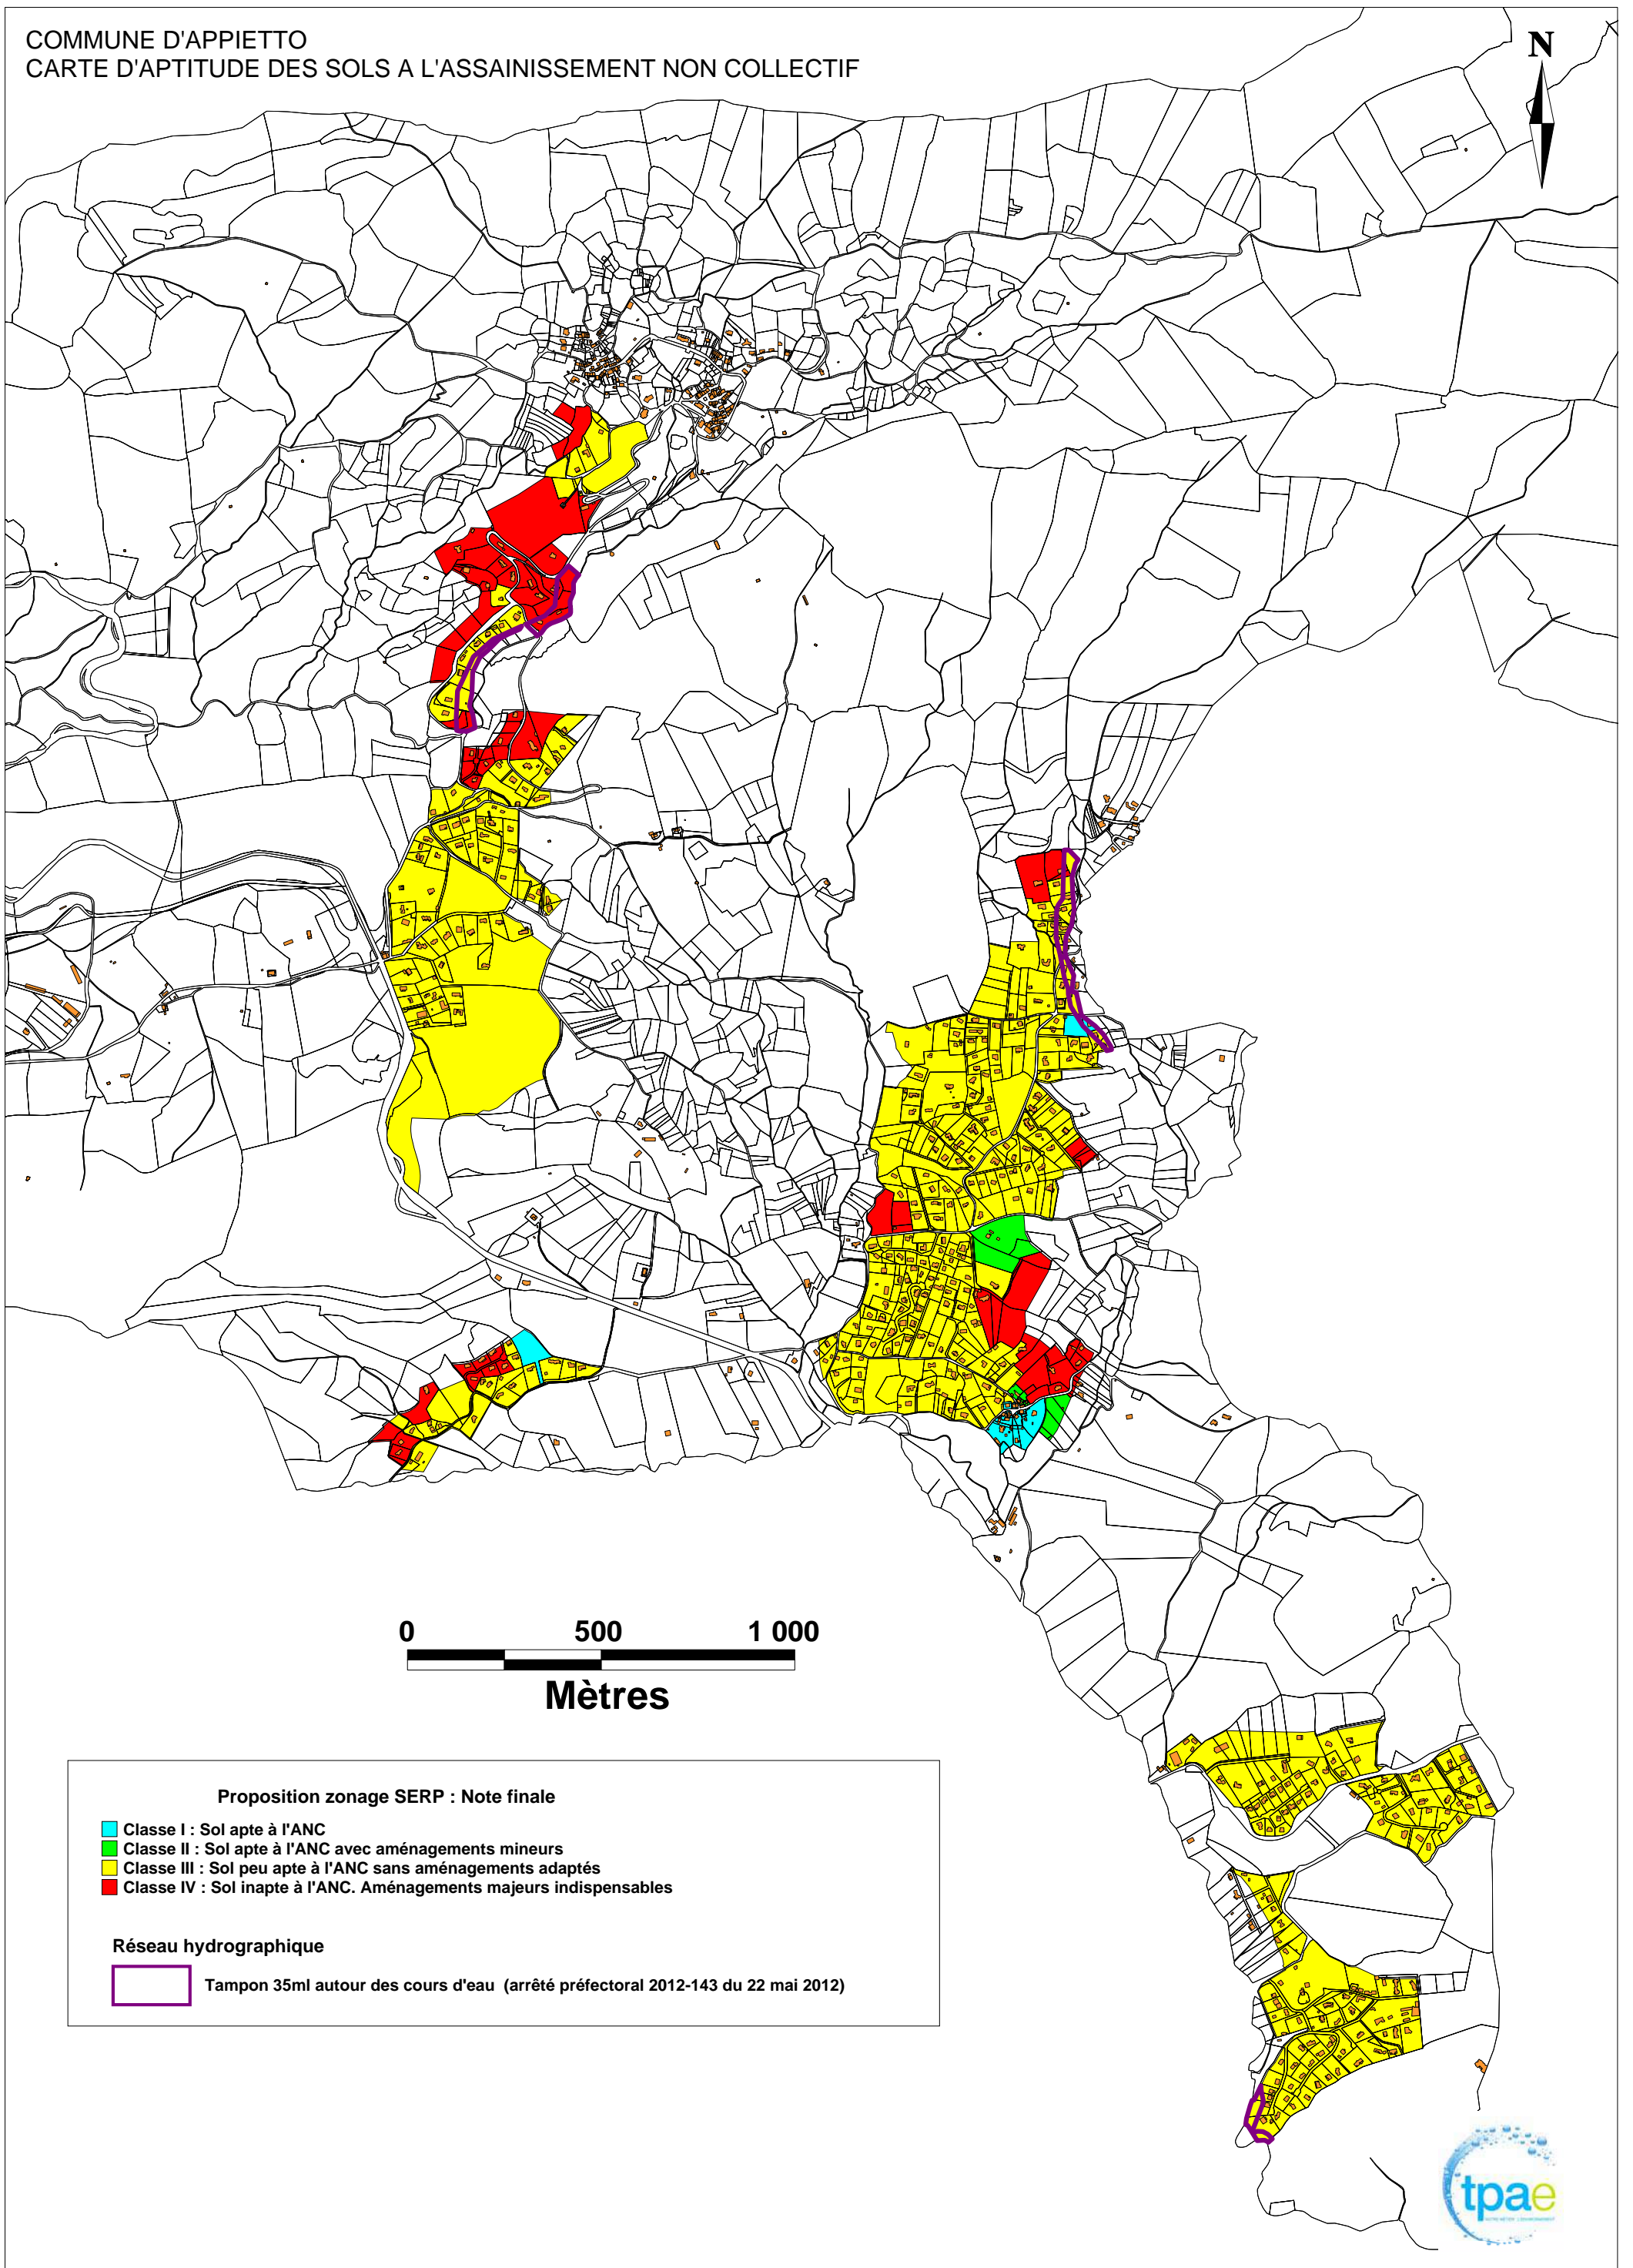 COMMUNE D'APPIETTO
CARTE D'APTITUDE DES SOLS A L'ASSAINISSEMENT NON COLLECTIF
N
0 500 1 000
Mètres
Proposition zonage SERP : Note finale
Classe I : Sol apte à l'ANC
Classe II : Sol apte à l'ANC avec aménagements mineurs
Classe III : Sol peu apte à l'ANC sans aménagements adaptés
Classe IV : Sol inapte à l'ANC. Aménagements majeurs indispensables
Réseau hydrographique
Tampon 35ml autour des cours d'eau (arrêté préfectoral 2012-143 du 22 mai 2012)
tpae